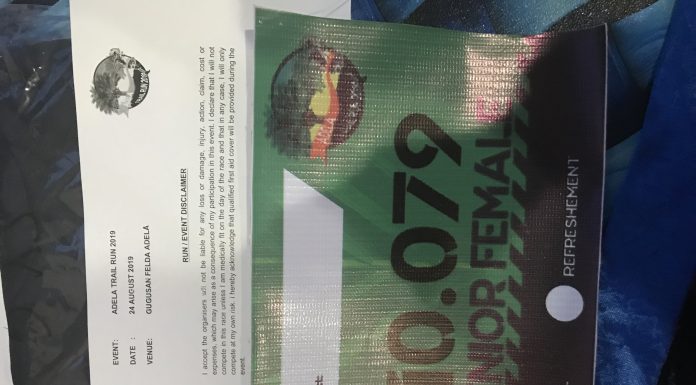 EVENT: ADELA TRAIL RUN 2019
DATE : 24 AUGUST 2019
VENUE: GUGUSAN FELDA ADELA
RUN / EVENT DISCLAIMER
I accept the organisers will not be liable for any loss or damage, injury, action, claim, cost or
expenses, which may arise as a consequence of my participation in this event. I declare that I will not
compete in this race unless I am medically fit on the day of the race and that in any case, I will only
compete at my own risk. I hereby acknowledge that qualified first aid cover will be provided during the
event.
ADELA
10.079
NIOR FEMAL
REFRESHEMENT